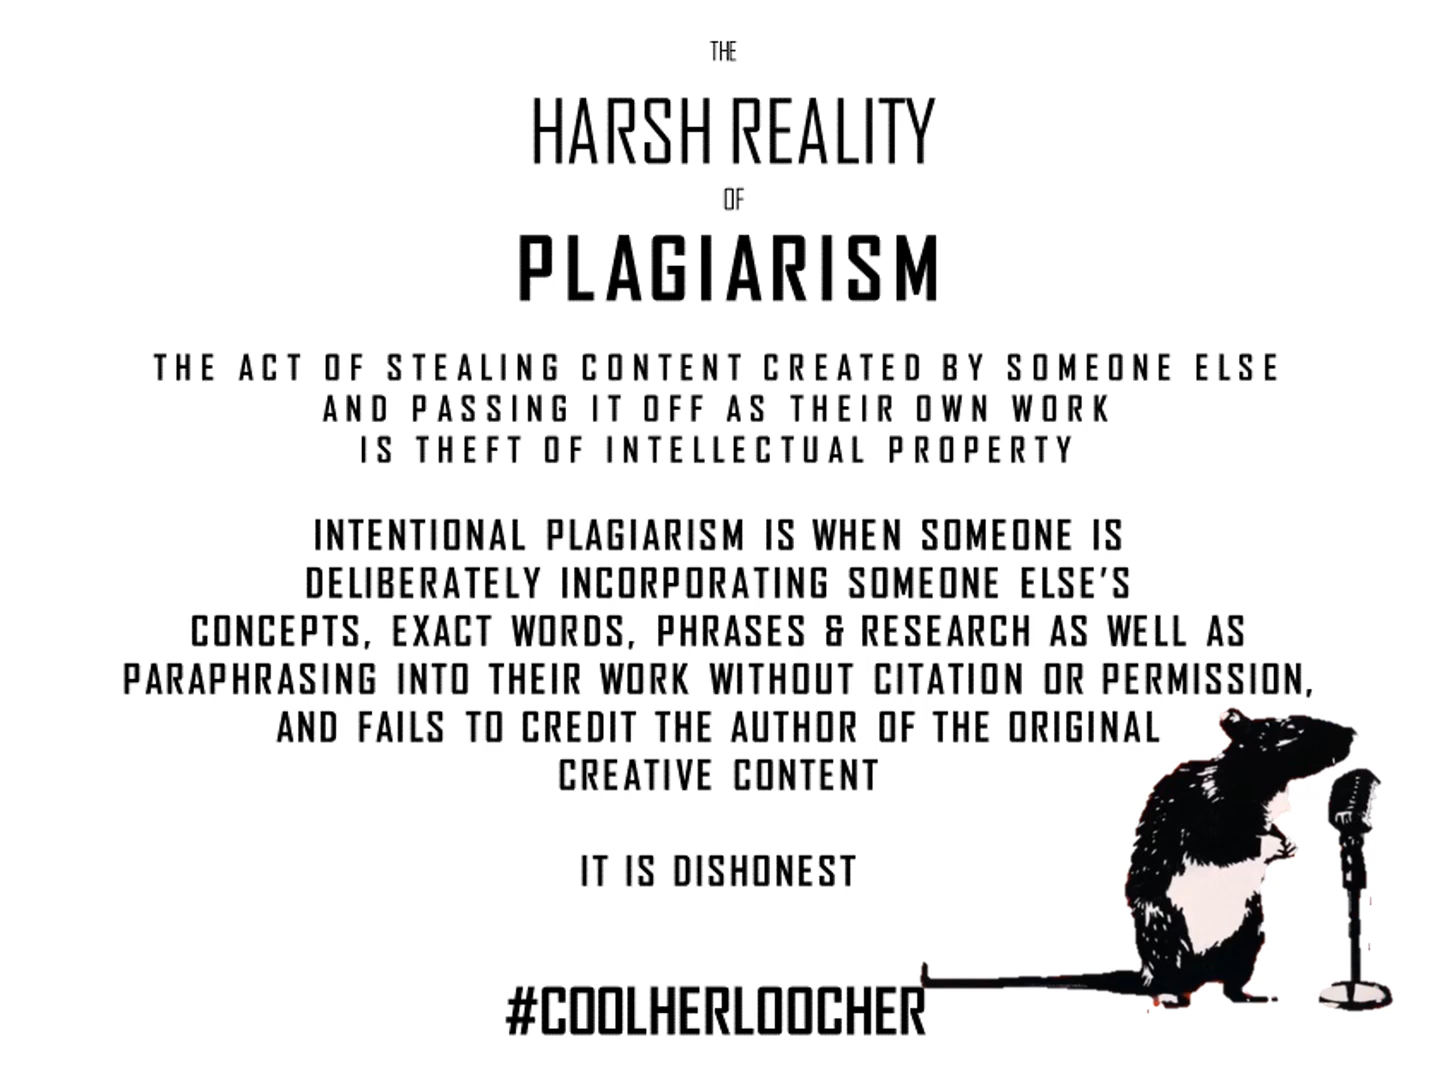 THE
HARSH REALITY
OF
PLAGIARISM
THE ACT OF STEALING CONTENT CREATED BY SOMEONE ELSE
AND PASSING IT OFF AS THEIR OWN WORK
IS THEFT OF INTELLECTUAL PROPERTY
INTENTIONAL PLAGIARISM IS WHEN SOMEONE IS
DELIBERATELY INCORPORATING SOMEONE ELSE’S
CONCEPTS, EXACT WORDS, PHRASES & RESEARCH AS WELL AS
PARAPHRASING INTO THEIR WORK WITHOUT CITATION OR PERMISSION,
AND FAILS TO CREDIT THE AUTHOR OF THE ORIGINAL
CREATIVE CONTENT
IT IS DISHONEST
#COOLHERLOOCHER